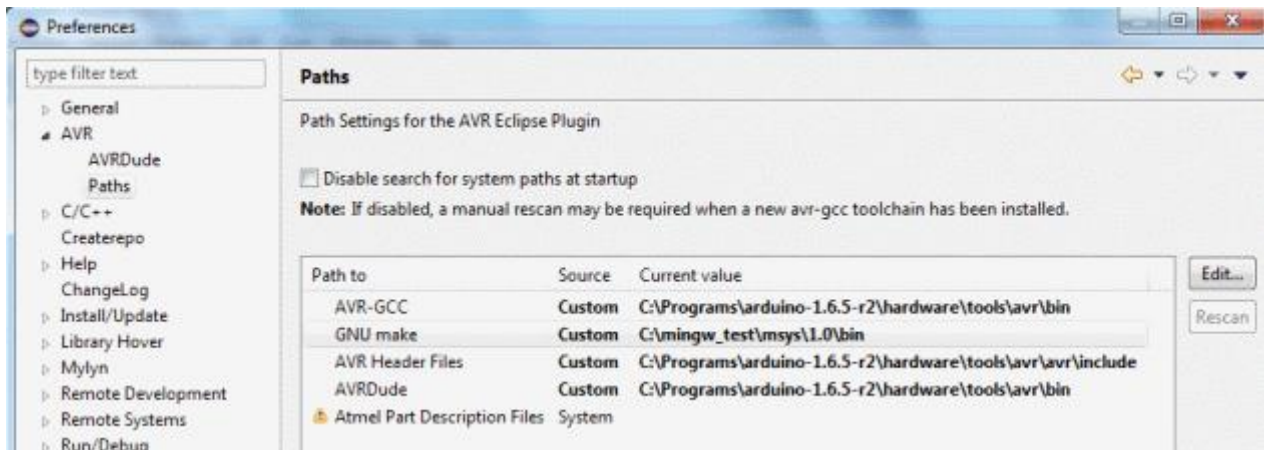 Preferences
type filter text
General
AVR
AVRDude
Paths
C/C++
Createrepo
Help
ChangeLog
Install/Update
Library Hover
Mylyn
Remote Development
Remote Systems
Run/Debug
Paths
Path Settings for the AVR Eclipse Plugin
Disable search for system paths at startup
Note: If disabled, a manual rescan may be required when a new avr-gcc toolchain has been installed.
Path to Source Current value
AVR-GCC Custom C:\Programs\arduino-1.6.5-r2\hardware\tools\avr\bin
GNU make Custom C:\mingw_test\msys\1.0\bin
AVR Header Files Custom C:\Programs\arduino-1.6.5-r2\hardware\tools\avr\avr\include
AVRDude Custom C:\Programs\arduino-1.6.5-r2\hardware\tools\avr\bin
Atmel Part Description Files System
Edit...
Rescan